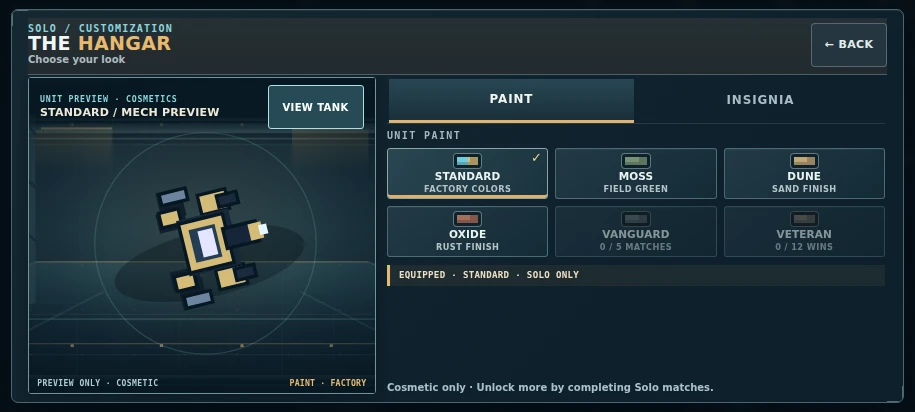 SOLO / CUSTOMIZATION
THE HANGAR
Choose your look
← BACK
UNIT PREVIEW · COSMETICS
STANDARD / MECH PREVIEW
VIEW TANK
PREVIEW ONLY · COSMETIC
PAINT · FACTORY
PAINT
INSIGNIA
UNIT PAINT
✓
STANDARD
FACTORY COLORS
MOSS
FIELD GREEN
DUNE
SAND FINISH
OXIDE
RUST FINISH
VANGUARD
0 / 5 MATCHES
VETERAN
0 / 12 WINS
EQUIPPED · STANDARD · SOLO ONLY
Cosmetic only · Unlock more by completing Solo matches.